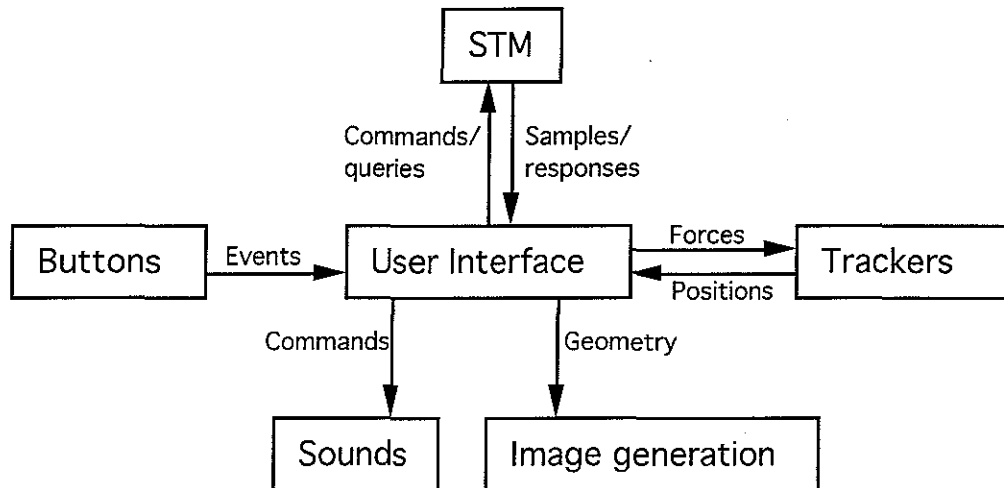 STM
Commands/
queries
Samples/
responses
Buttons
Events
User Interface
Forces
Positions
Trackers
Commands
Geometry
Sounds
Image generation